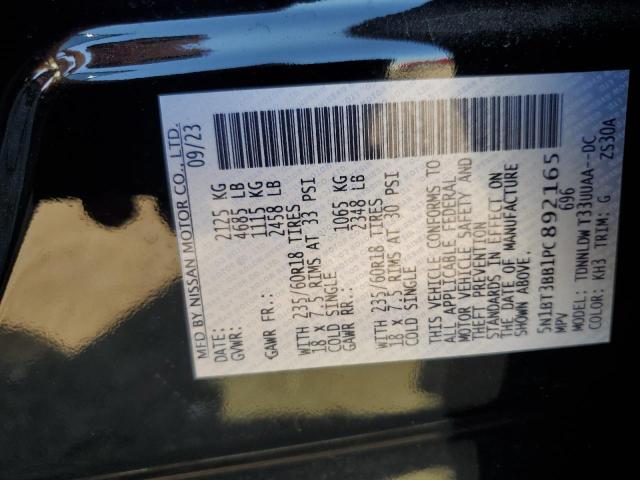 MFD BY NISSAN MOTOR CO., LTD.
DATE: 09/23
GVWR: 2125 KG
4685 LB
GAWR FR.: 1115 KG
2458 LB
WITH 235/60R18 TIRES
18 X 7.5 RIMS AT 33 PSI
COLD SINGLE
GAWR RR.: 1065 KG
2348 LB
WITH 235/60R18 TIRES
18 X 7.5 RIMS AT 30 PSI
COLD SINGLE
THIS VEHICLE CONFORMS TO
ALL APPLICABLE FEDERAL
MOTOR VEHICLE SAFETY AND
THEFT PREVENTION
STANDARDS IN EFFECT ON
THE DATE OF MANUFACTURE
SHOWN ABOVE.
5N1BT3BB1PC892165
MPV 696
MODEL: TDNNLDW T33UUAA--DC
COLOR: KH3 TRIM: G ZS30A